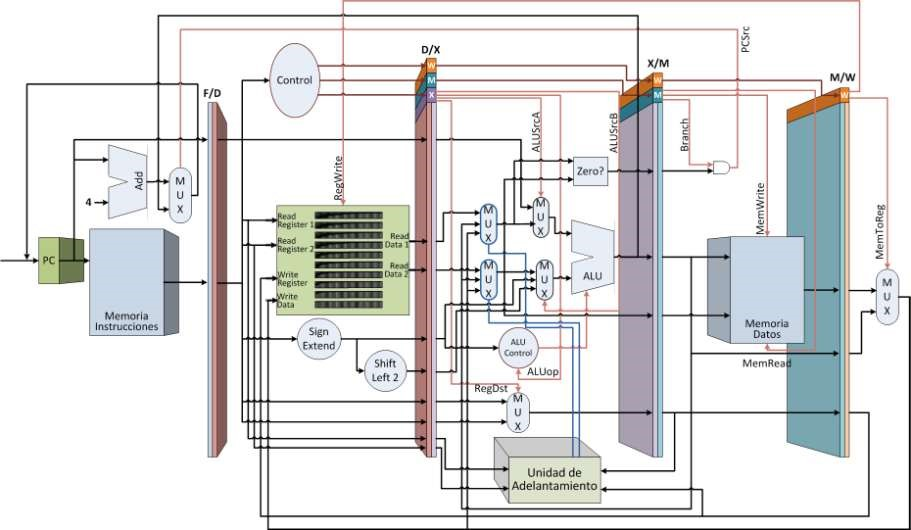 D/X
X/M
M/W
F/D
W
M
X
W
M
W
Control
PCSrc
RegWrite
ALUSrcA
ALUSrcB
Branch
MemWrite
MemToReg
Add
4
M
U
X
PC
Memoria
Instrucciones
Read
Register 1
Read
Register 2
Write
Register
Write
Data
Read
Data 1
Read
Data 2
Zero?
M
U
X
M
U
X
M
U
X
M
U
X
ALU
Sign
Extend
Shift
Left 2
ALU
Control
ALUop
RegDst
M
U
X
Memoria
Datos
MemRead
M
U
X
Unidad de
Adelantamiento